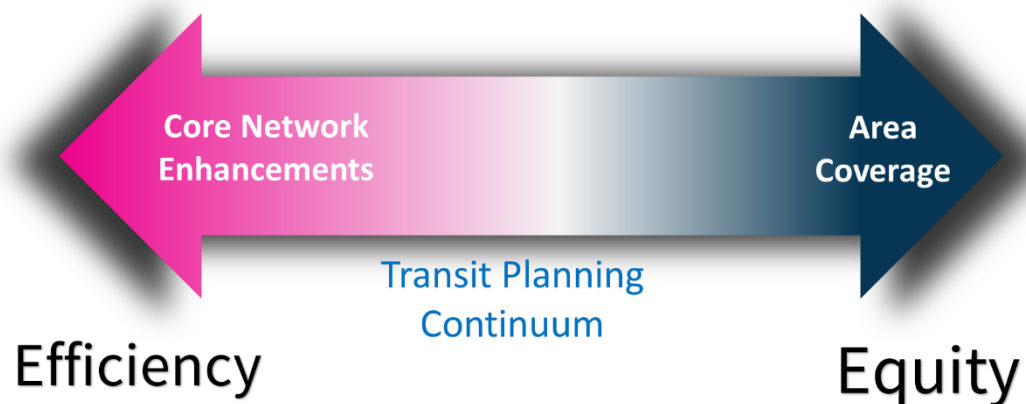 Core Network
Enhancements
Area
Coverage
Transit Planning
Continuum
Efficiency
Equity